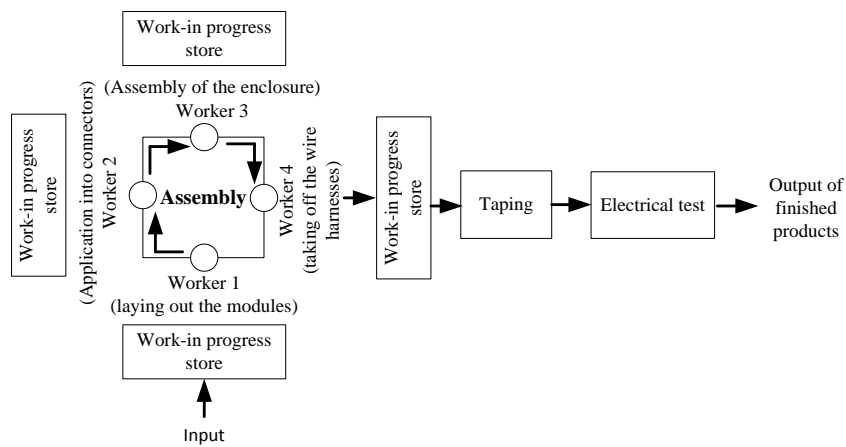 Work-in progress
store
(Assembly of the enclosure)
Worker 3
Work-in progress
store
(Application into connectors)
Worker 2
Assembly
Worker 4
(taking off the wire
harnesses)
Worker 1
(laying out the modules)
Work-in progress
store
Input
Work-in progress
store
Taping
Electrical test
Output of
finished
products